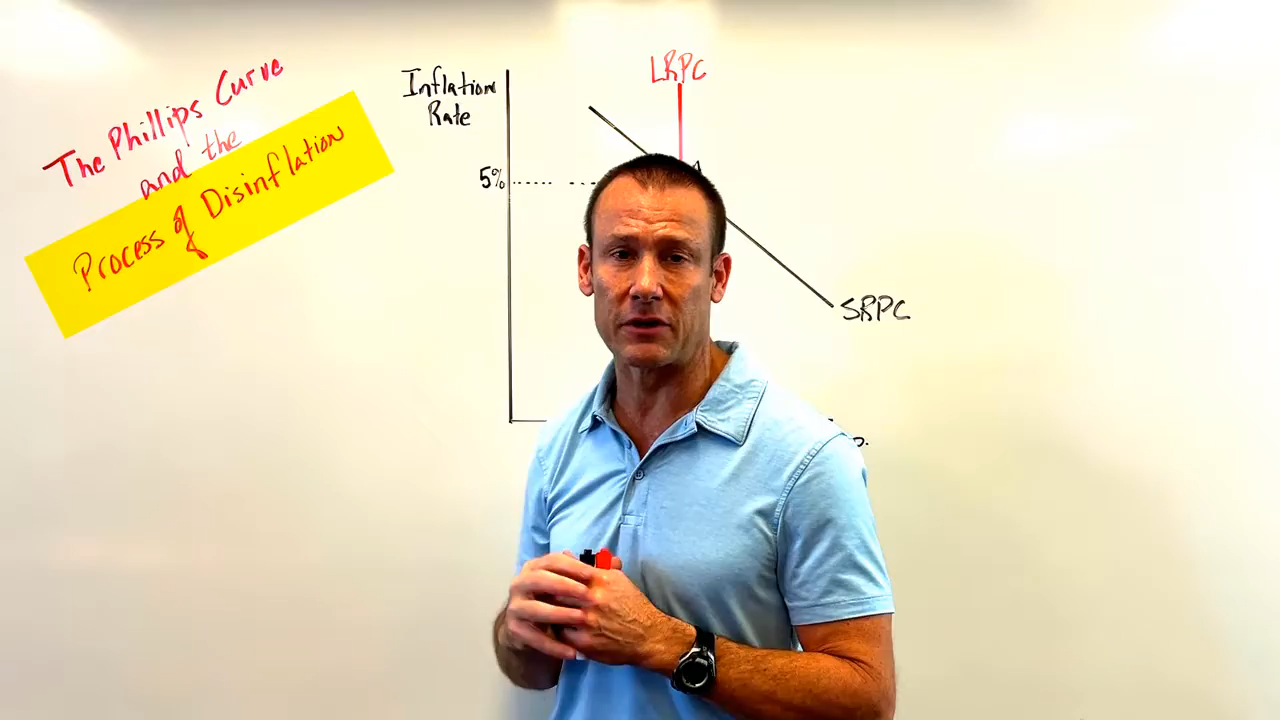 The Phillips Curve
and the
Process of Disinflation
Inflation
Rate
LRPC
5%
A
SRPC